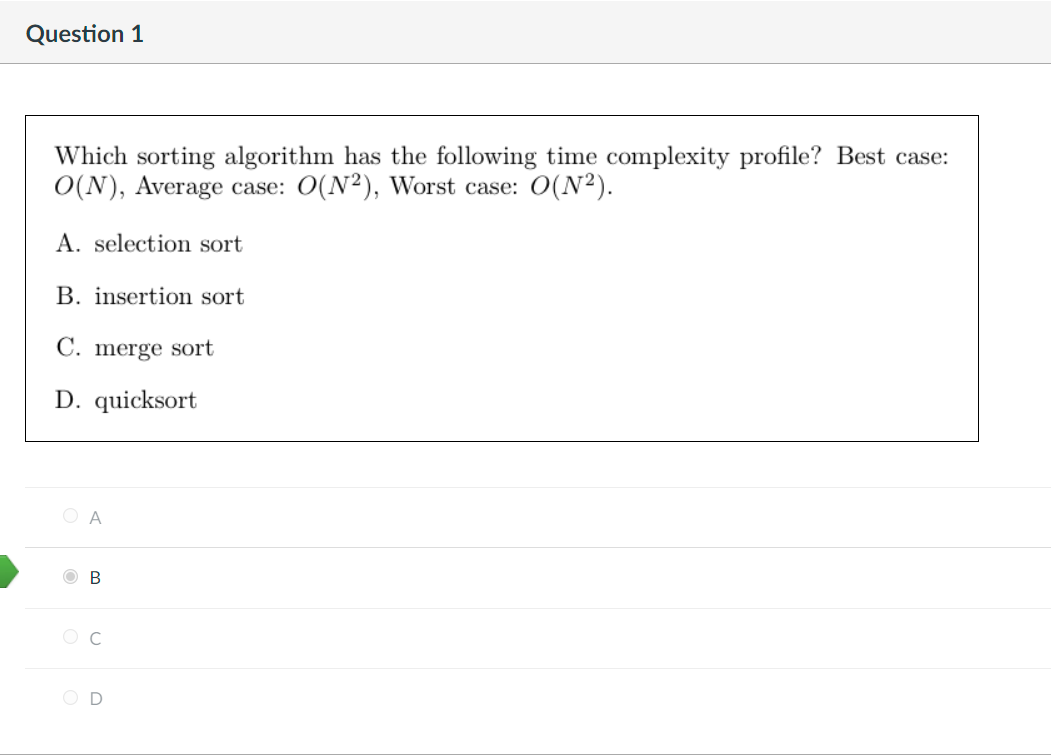 Question 1
Which sorting algorithm has the following time complexity profile? Best case:
O(N), Average case: O(N²), Worst case: O(N²).
A. selection sort
B. insertion sort
C. merge sort
D. quicksort
A
B
C
D